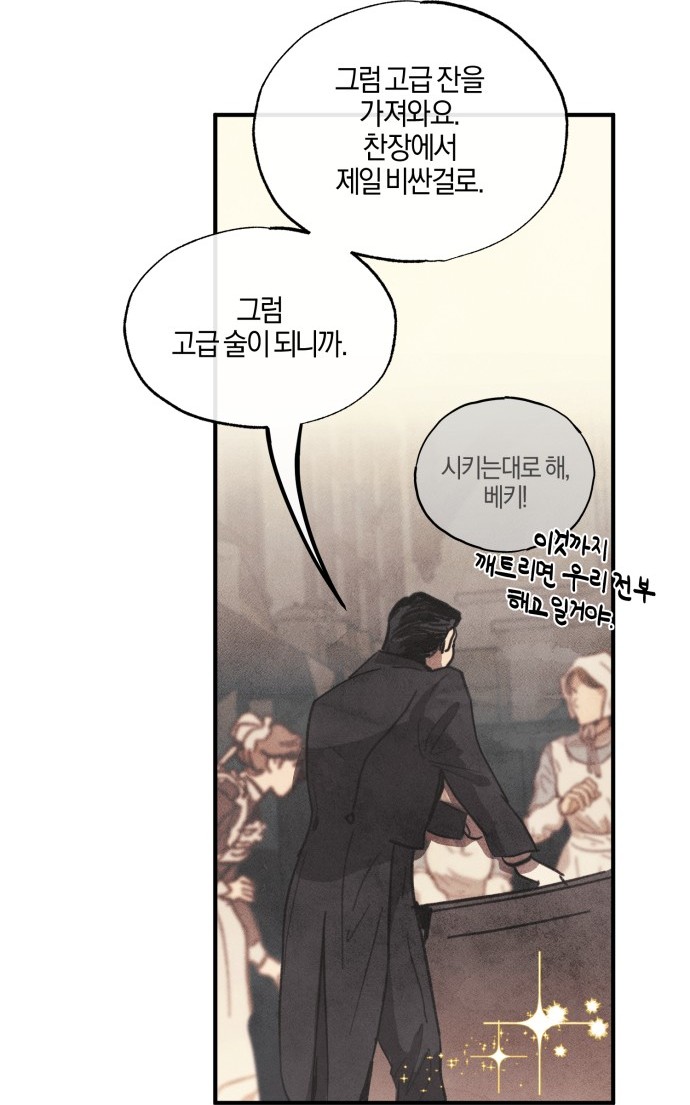 그럼 고급 잔을
가져와요.
찬장에서
제일 비싼걸로.
그럼
고급 술이 되니까.
시키는대로 해,
베키!
이것까지
깨트리면 우리 전부
해고 일거야.